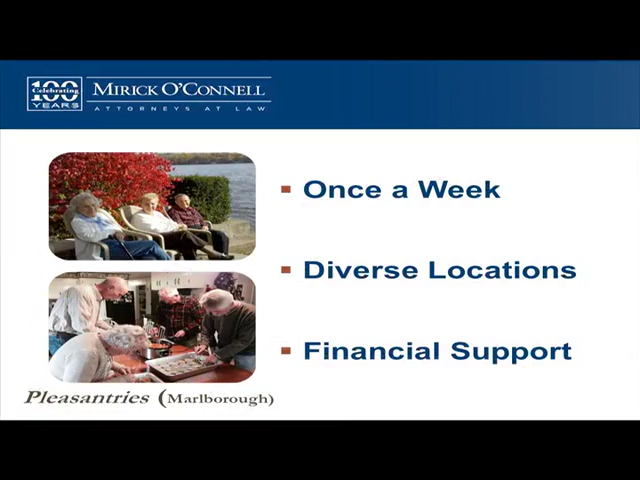 Celebrating
100
YEARS
MIRICK O'CONNELL
ATTORNEYS AT LAW
Once a Week
Diverse Locations
Financial Support
Pleasantries (Marlborough)